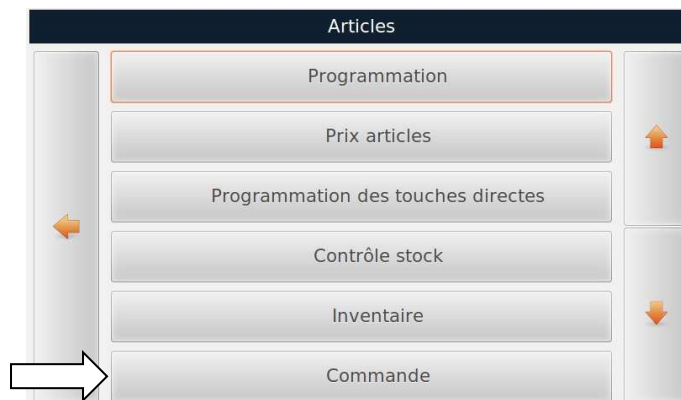 Articles
Programmation
Prix articles
Programmation des touches directes
Contrôle stock
Inventaire
Commande